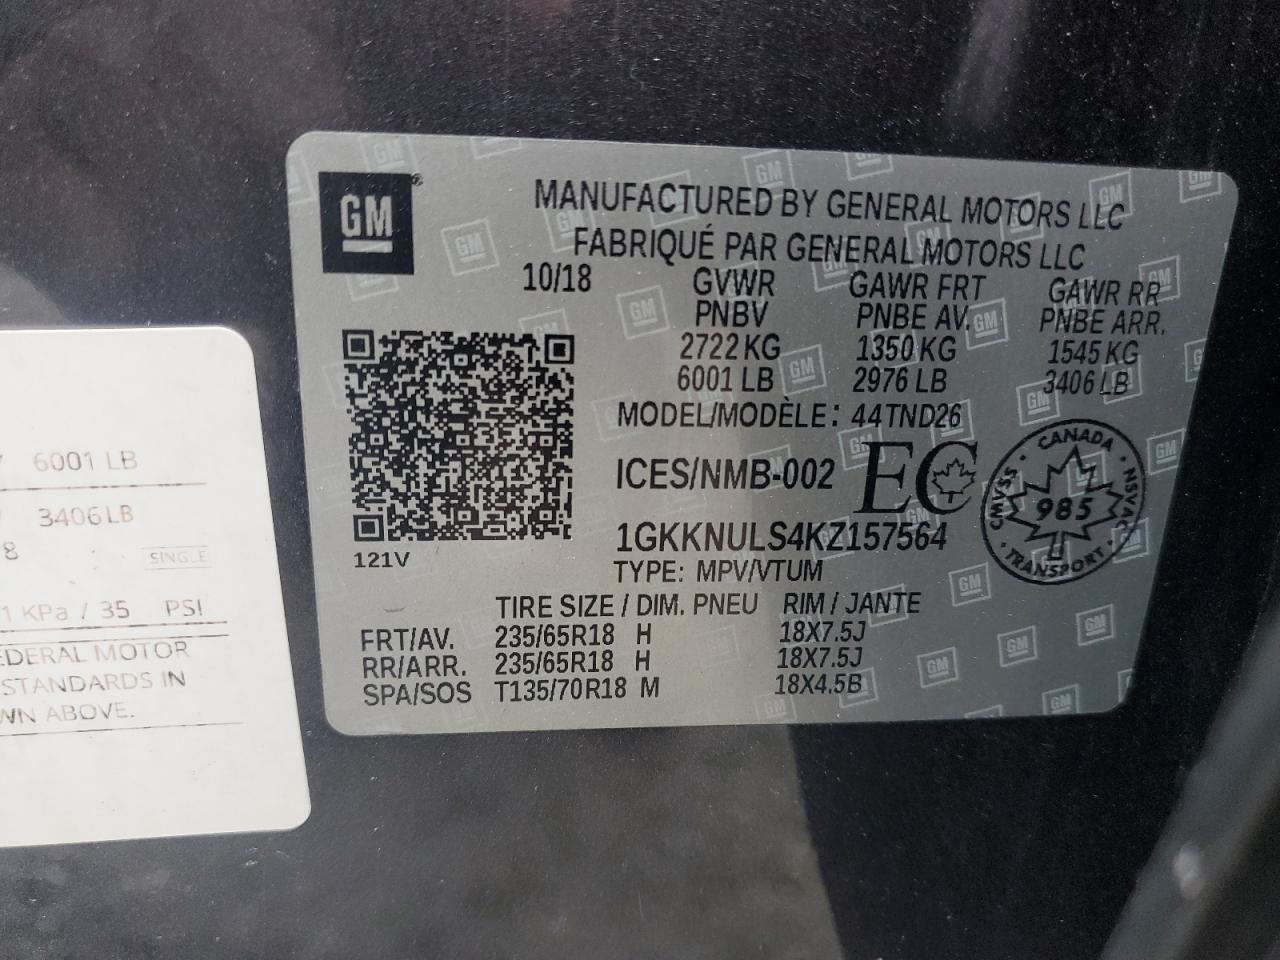 GM
MANUFACTURED BY GENERAL MOTORS LLC
FABRIQUÉ PAR GENERAL MOTORS LLC
10/18 GVWR GAWR FRT GAWR RR
PNBV PNBE AV. PNBE ARR.
2722 KG 1350 KG 1545 KG
6001 LB 2976 LB 3406 LB
MODEL/MODÈLE: 44TND26
ICES/NMB-002 EC
CANADA
CMVSS 985 NSVAC
TRANSPORT
1GKKNULS4KZ157564
121V
TYPE: MPV/VTUM
TIRE SIZE / DIM. PNEU RIM / JANTE
FRT/AV. 235/65R18 H 18X7.5J
RR/ARR. 235/65R18 H 18X7.5J
SPA/SOS T135/70R18 M 18X4.5B
6001 LB
3406 LB
8 SINGLE
1 KPa / 35 PSI
EDERAL MOTOR
STANDARDS IN
WN ABOVE.